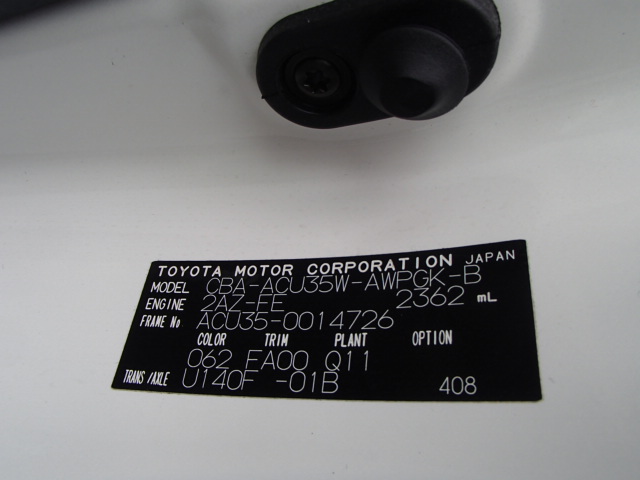 TOYOTA MOTOR CORPORATION JAPAN
MODEL CBA-ACU35W-AWPGK-B
ENGINE 2AZ-FE 2362 mL
FRAME No ACU35-0014726
COLOR TRIM PLANT OPTION
062 FA00 Q11
TRANS/AXLE U140F -01B 408